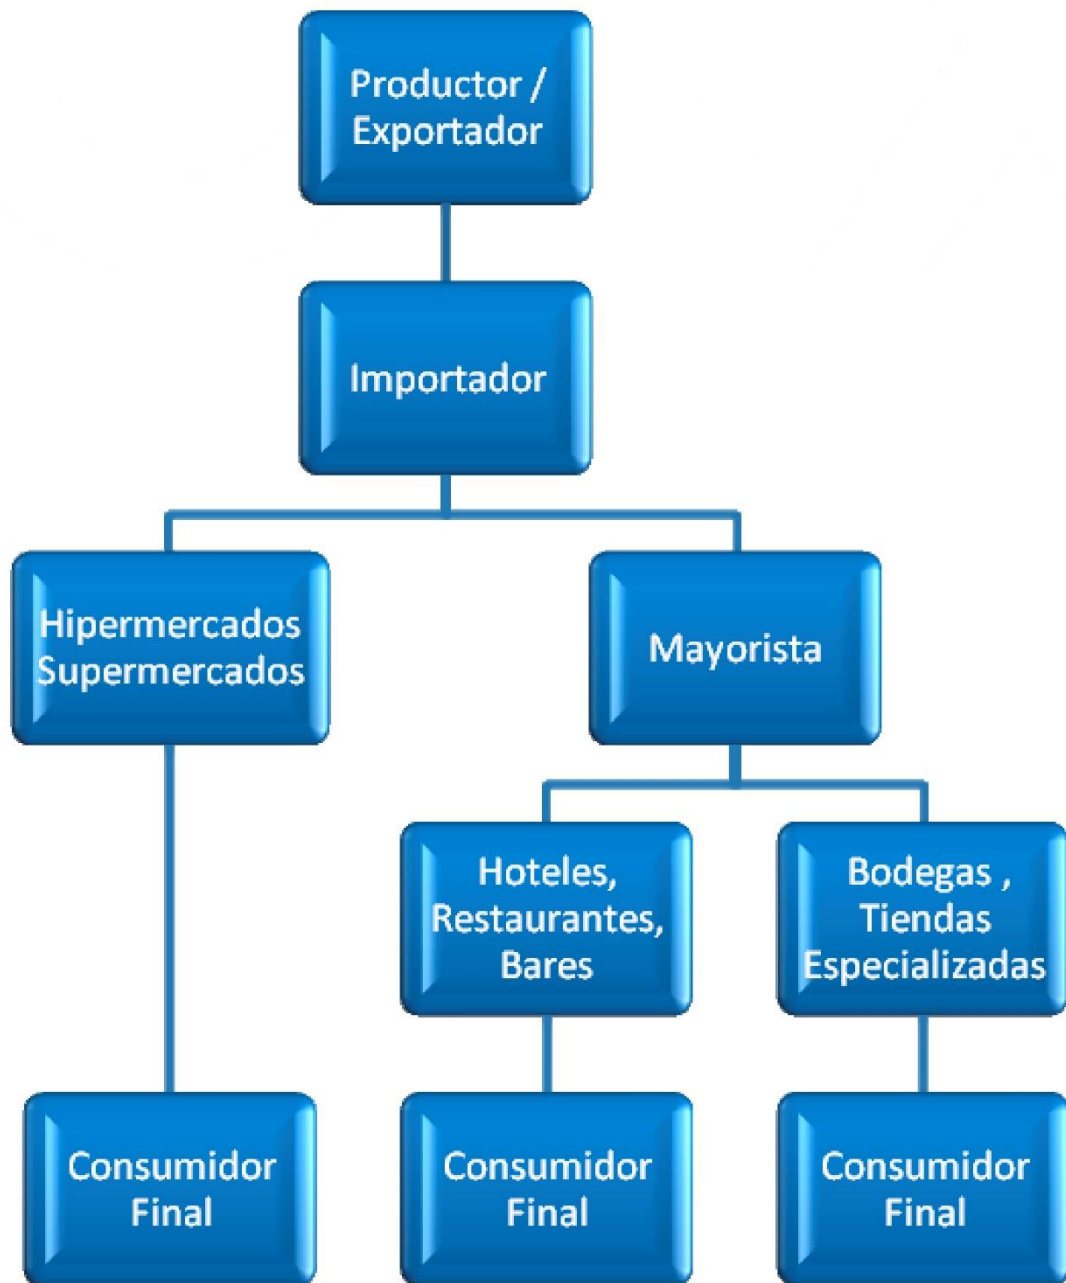 Productor /
Exportador
Importador
Hipermercados
Supermercados
Mayorista
Hoteles,
Restaurantes,
Bares
Bodegas ,
Tiendas
Especializadas
Consumidor
Final
Consumidor
Final
Consumidor
Final